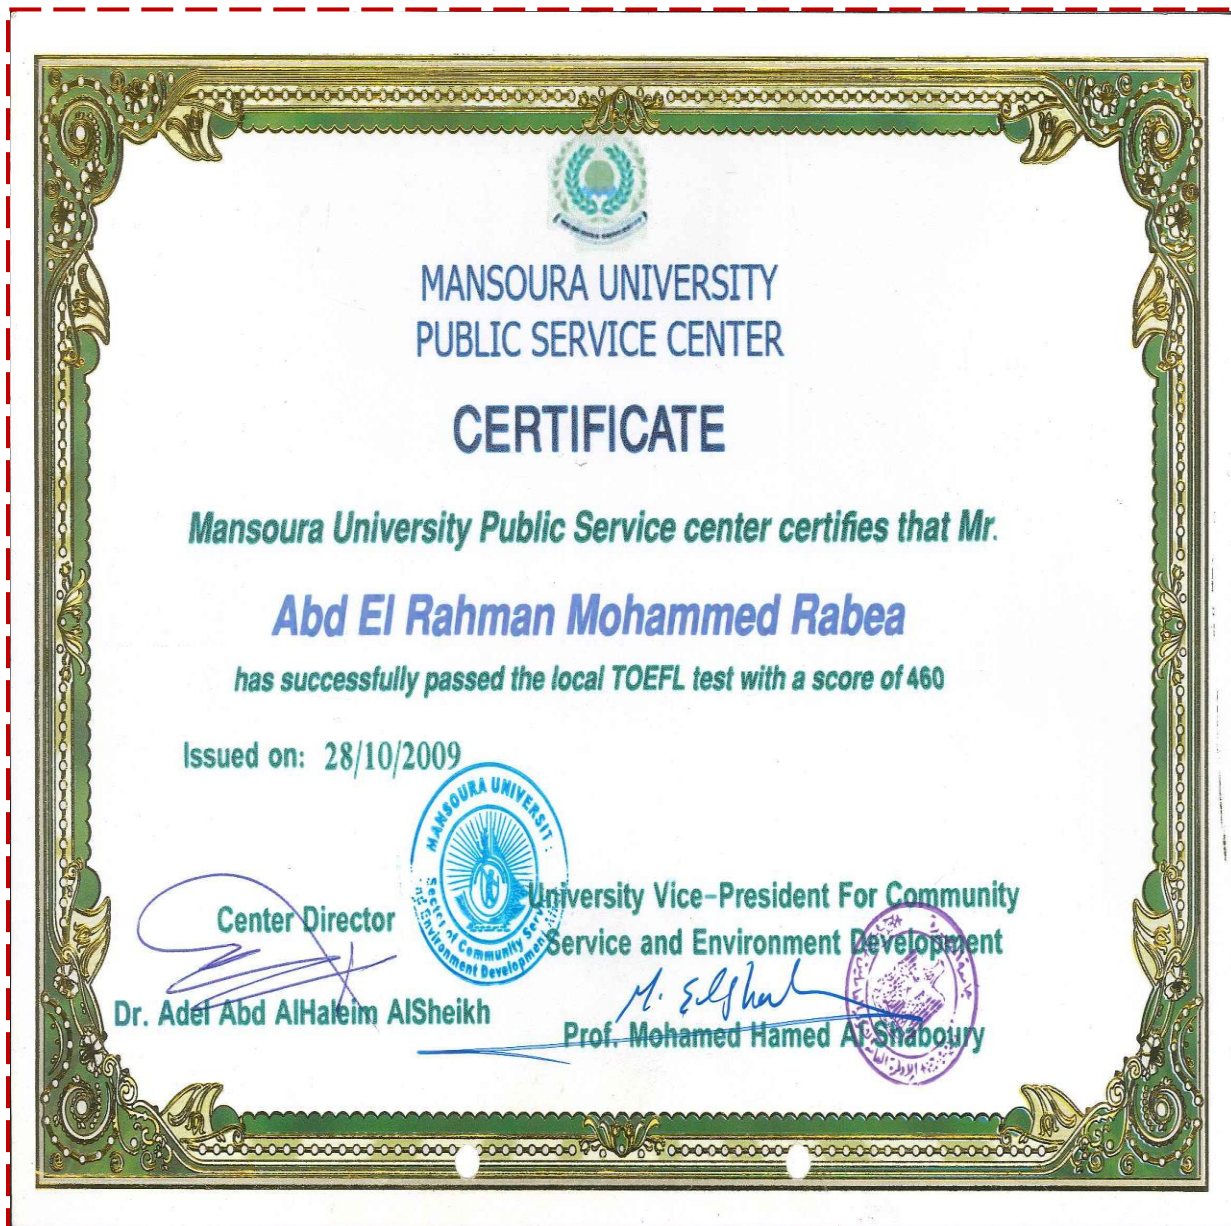 MANSOURA UNIVERSITY
PUBLIC SERVICE CENTER
CERTIFICATE
Mansoura University Public Service center certifies that Mr.
Abd El Rahman Mohammed Rabea
has successfully passed the local TOEFL test with a score of 460
Issued on: 28/10/2009
MANSOURA UNIVERSIT
Sector of Community
Environment Development
Center Director
University Vice-President For Community
Service and Environment Development
Dr. Adel Abd AlHaleim AlSheikh
M. Elshab
Prof. Mohamed Hamed Al Shaboury